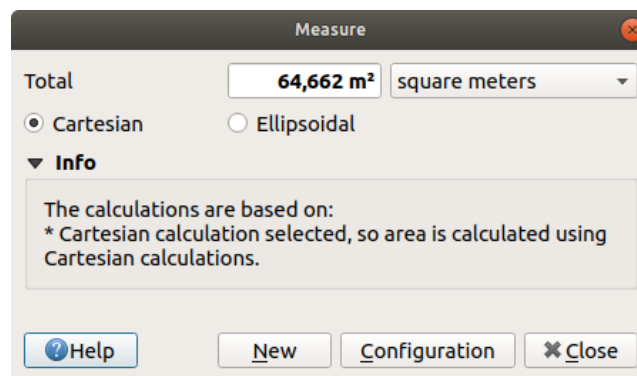 Measure
Total 64,662 m² square meters
Cartesian Ellipsoidal
Info
The calculations are based on:
* Cartesian calculation selected, so area is calculated using
Cartesian calculations.
Help New Configuration Close